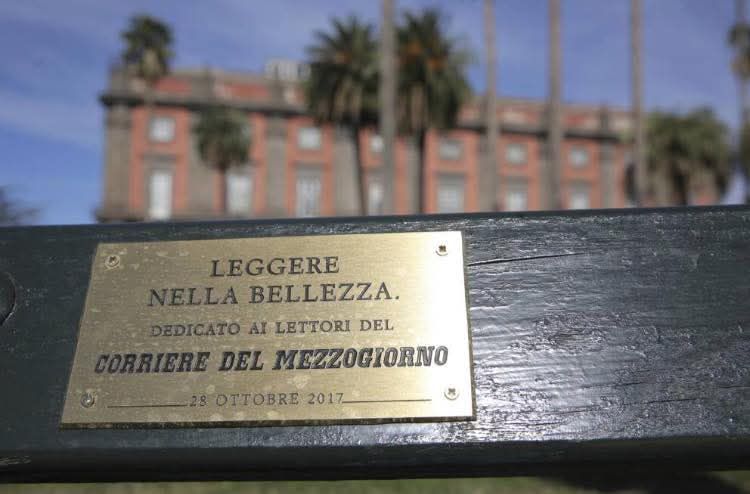 LEGGERE
NELLA BELLEZZA.
DEDICATO AI LETTORI DEL
CORRIERE DEL MEZZOGIORNO
28 OTTOBRE 2017